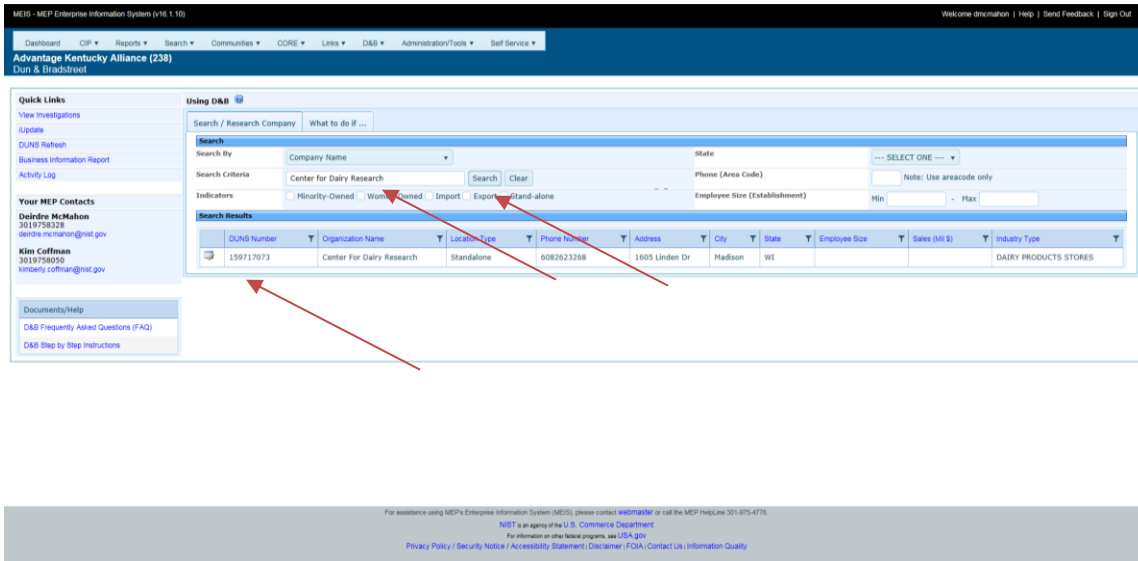 MEIS - MEP Enterprise Information System (v16.1.10)
Welcome dmcmahon | Help | Send Feedback | Sign Out
Dashboard CIP Reports Search Communities CORE Links D&B Administration/Tools Self Service
Advantage Kentucky Alliance (238)
Dun & Bradstreet
Quick Links
View Investigations
iUpdate
DUNS Refresh
Business Information Report
Activity Log
Your MEP Contacts
Deirdre McMahon
3019758328
deirdre.mcmahon@nist.gov
Kim Coffman
3019758050
kimberly.coffman@nist.gov
Documents/Help
D&B Frequently Asked Questions (FAQ)
D&B Step by Step Instructions
Using D&B
Search / Research Company What to do if ...
Search
Search By Company Name State --- SELECT ONE ---
Search Criteria Center for Dairy Research Search Clear Phone (Area Code) Note: Use areacode only
Indicators Minority-Owned Women-Owned Import Export Stand-alone Employee Size (Establishment) Min - Max
Search Results
DUNS Number Organization Name Location Type Phone Number Address City State Employee Size Sales (Mil $) Industry Type
159717073 Center For Dairy Research Standalone 6082623268 1605 Linden Dr Madison WI DAIRY PRODUCTS STORES
For assistance using MEP's Enterprise Information System (MEIS), please contact webmaster or call the MEP HelpLine 301-975-4778.
NIST is an agency of the U.S. Commerce Department
For information on other federal programs, see USA.gov
Privacy Policy / Security Notice / Accessibility Statement | Disclaimer | FOIA | Contact Us | Information Quality